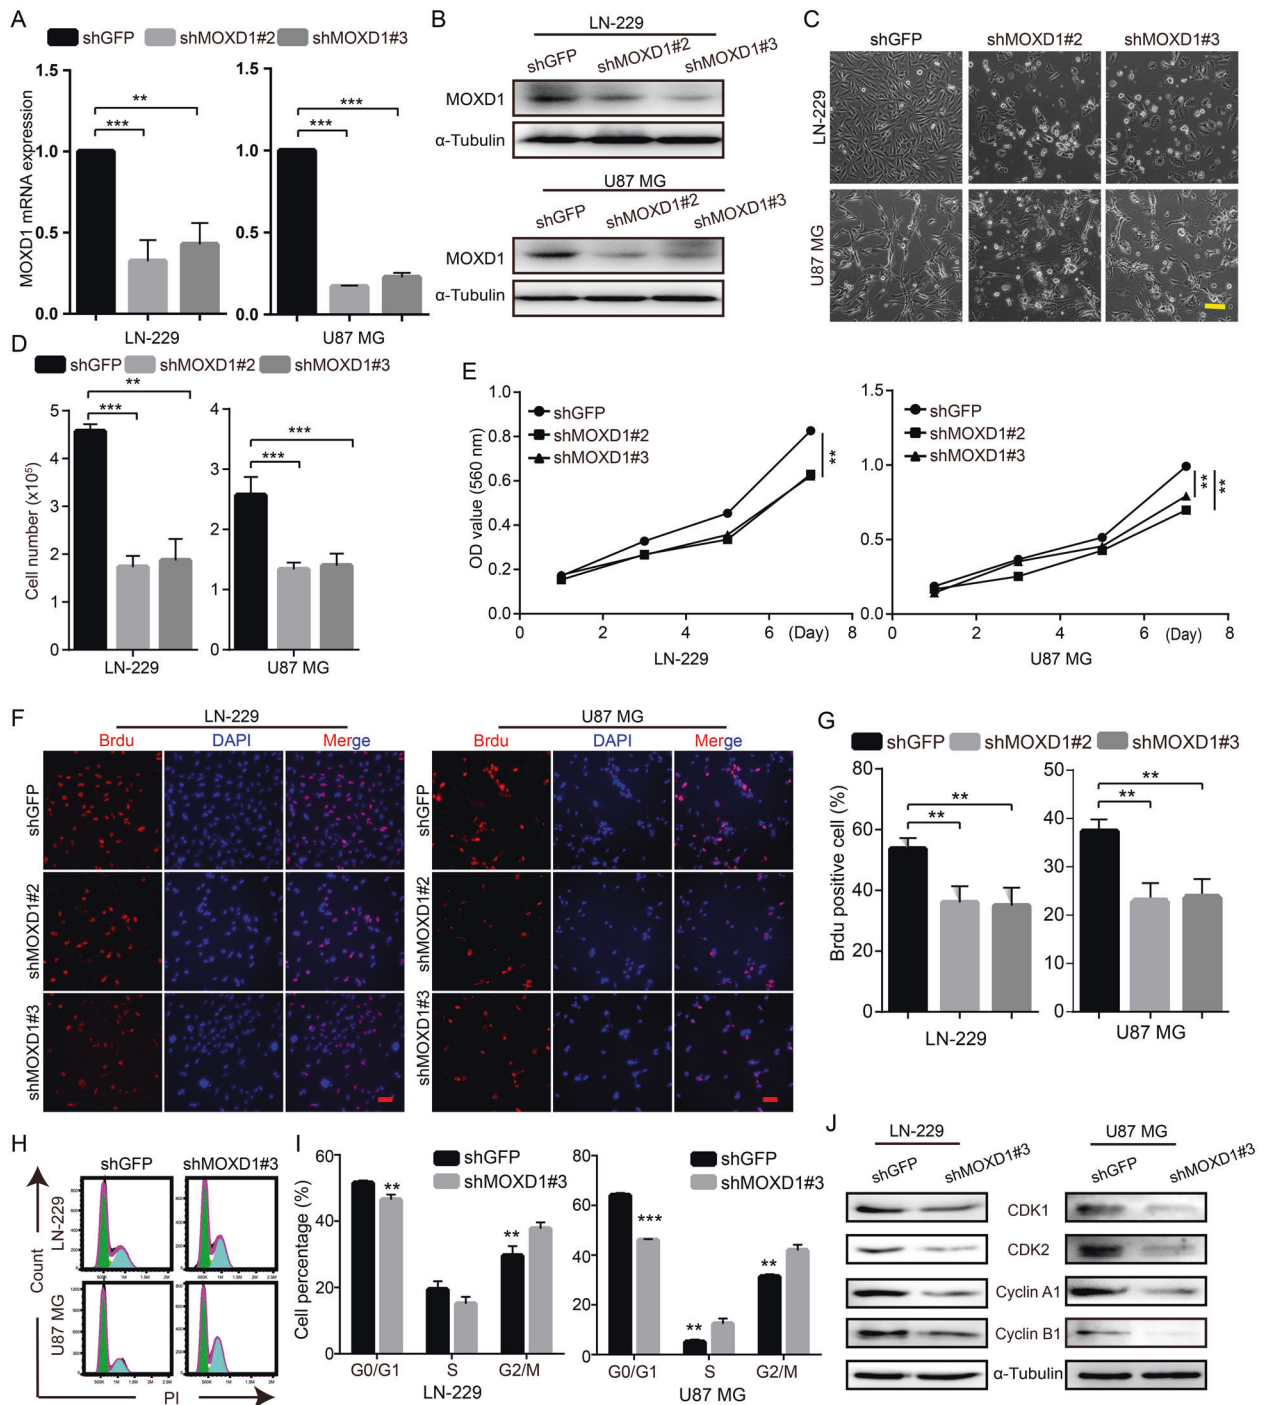 A
shGFP shMOXD1#2 shMOXD1#3
MOXD1 mRNA expression
1.5
1.0
0.5
0.0
*** **
LN-229
1.5
1.0
0.5
0.0
*** ***
U87 MG
B
LN-229
shGFP shMOXD1#2 shMOXD1#3
MOXD1
α-Tubulin
U87 MG
shGFP shMOXD1#2 shMOXD1#3
MOXD1
α-Tubulin
C
shGFP shMOXD1#2 shMOXD1#3
LN-229
U87 MG
D
shGFP shMOXD1#2 shMOXD1#3
Cell number (x10⁵)
5
4
3
2
1
0
*** **
LN-229
4
3
2
1
0
*** ***
U87 MG
E
OD value (560 nm)
1.0
0.8
0.6
0.4
0.2
0.0
shGFP
shMOXD1#2
shMOXD1#3
**
0 2 4 6 (Day) 8
LN-229
1.5
1.0
0.5
0.0
shGFP
shMOXD1#2
shMOXD1#3
** **
0 2 4 6 (Day) 8
U87 MG
F
LN-229 U87 MG
Brdu DAPI Merge Brdu DAPI Merge
shGFP shGFP
shMOXD1#2 shMOXD1#2
shMOXD1#3 shMOXD1#3
G
shGFP shMOXD1#2 shMOXD1#3
Brdu positive cell (%)
80
60
40
20
0
** **
LN-229
50
40
30
20
10
0
** **
U87 MG
H
shGFP shMOXD1#3
Count
LN-229
U87 MG
PI
I
Cell percentage (%)
60
40
20
0
shGFP
shMOXD1#3
** **
G0/G1 S G2/M
LN-229
80
60
40
20
0
shGFP
shMOXD1#3
*** ** **
G0/G1 S G2/M
U87 MG
J
LN-229 U87 MG
shGFP shMOXD1#3 shGFP shMOXD1#3
CDK1
CDK2
Cyclin A1
Cyclin B1
α-Tubulin